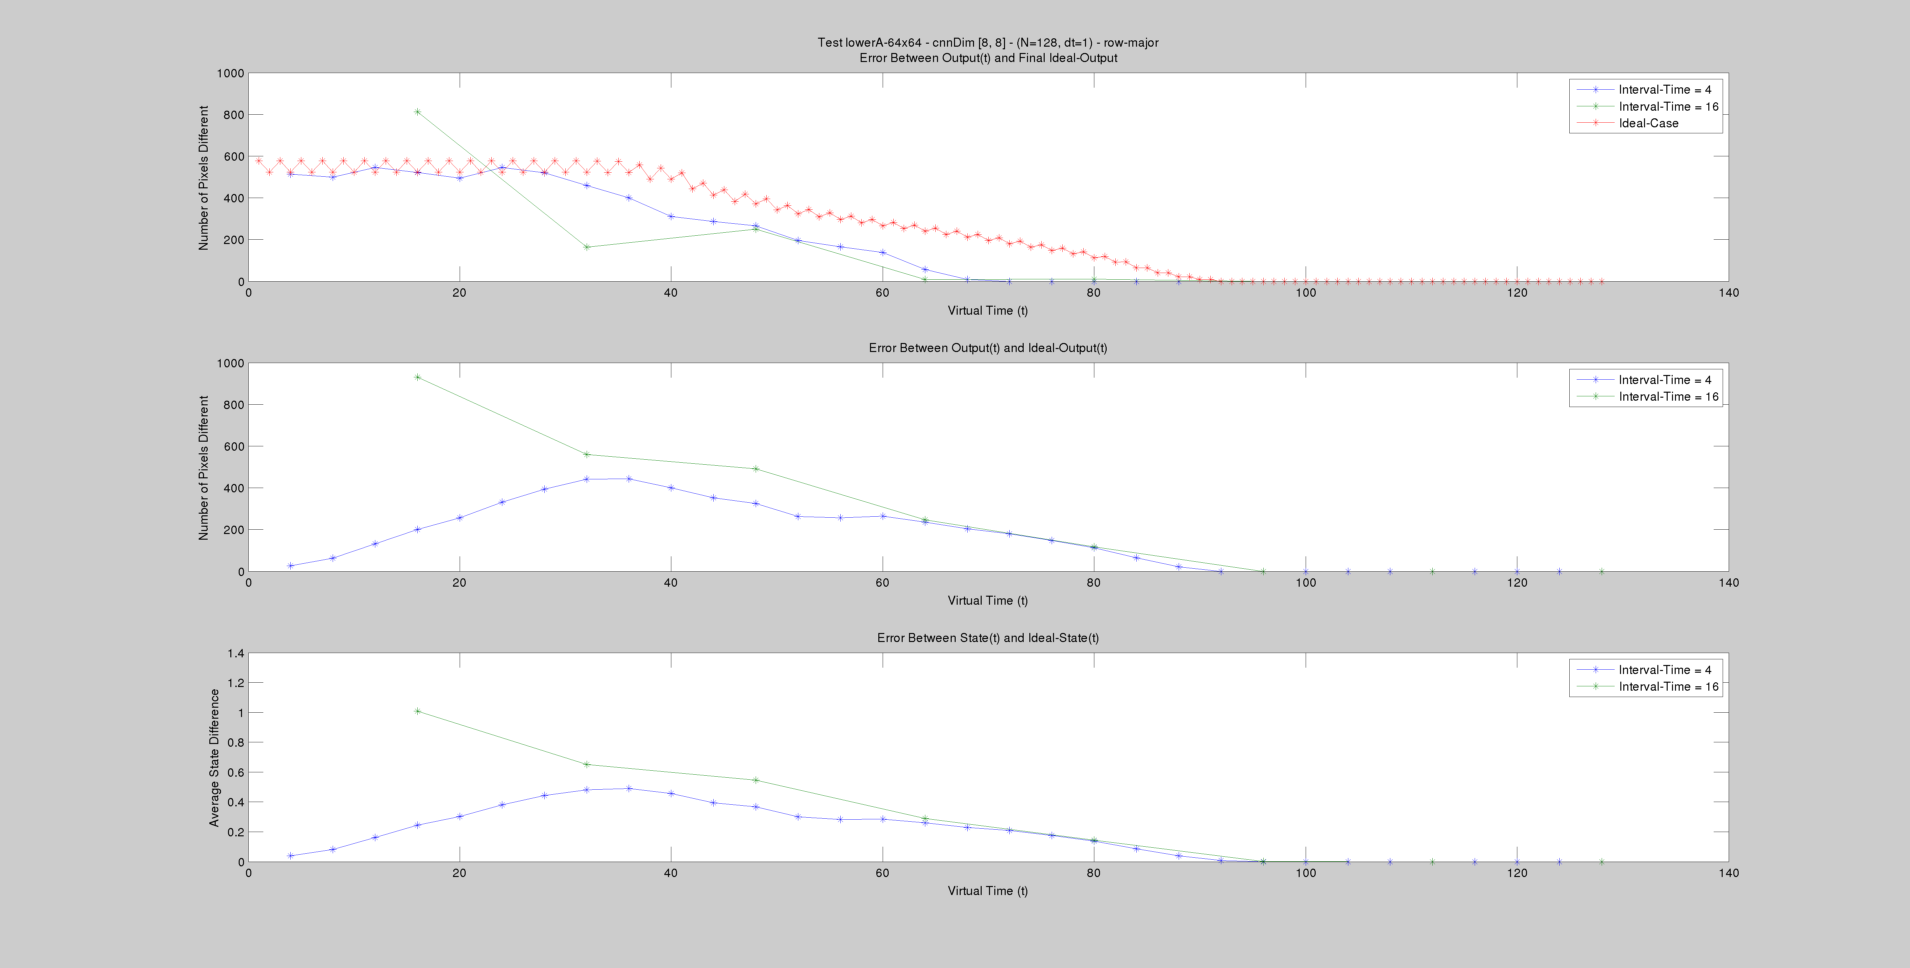 Test lowerA-64x64 - cnnDim [8, 8] - (N=128, dt=1) - row-major
Error Between Output(t) and Final Ideal-Output
Number of Pixels Different
1000
800
600
400
200
0
0 20 40 60 80 100 120 140
Virtual Time (t)
Interval-Time = 4
Interval-Time = 16
Ideal-Case
Error Between Output(t) and Ideal-Output(t)
Number of Pixels Different
1000
800
600
400
200
0
0 20 40 60 80 100 120 140
Virtual Time (t)
Interval-Time = 4
Interval-Time = 16
Error Between State(t) and Ideal-State(t)
Average State Difference
1.4
1.2
1
0.8
0.6
0.4
0.2
0
0 20 40 60 80 100 120 140
Virtual Time (t)
Interval-Time = 4
Interval-Time = 16